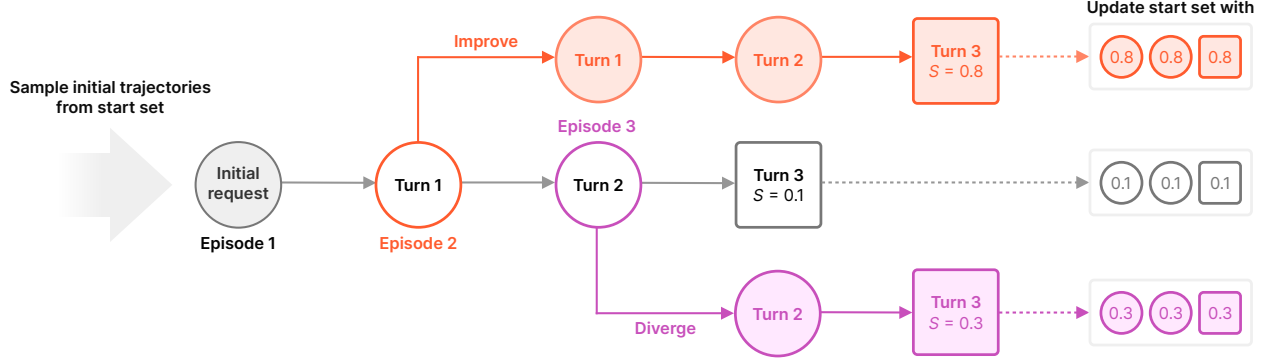 Update start set with
Improve
Turn 1
Turn 2
Turn 3
S = 0.8
0.8 0.8 0.8
Sample initial trajectories
from start set
Episode 3
Initial
request
Turn 1
Turn 2
Turn 3
S = 0.1
0.1 0.1 0.1
Episode 1
Episode 2
Turn 2
Turn 3
S = 0.3
0.3 0.3 0.3
Diverge